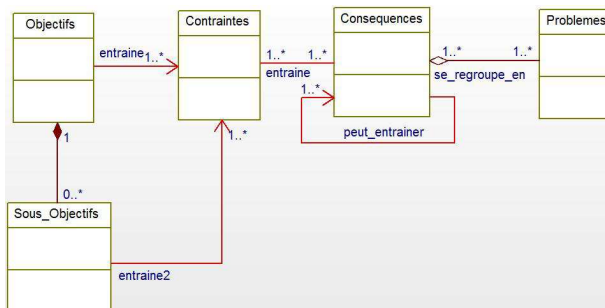 Objectifs
Contraintes
Consequences
Problemes
entraine
1..*
1..*
1..*
entraine
1..*
1..*
se_regroupe_en
1..*
peut_entrainer
1..*
1
0..*
Sous_Objectifs
entraine2